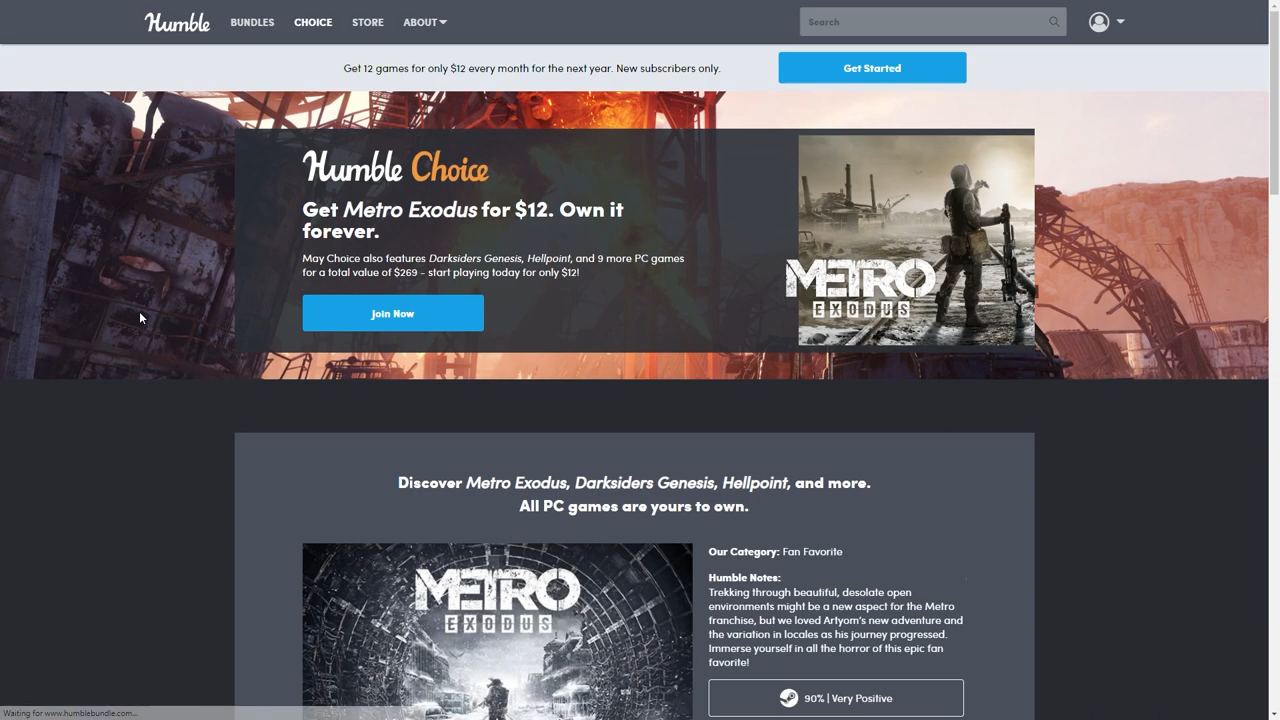 Humble BUNDLES CHOICE STORE ABOUT Search
Get 12 games for only $12 every month for the next year. New subscribers only. Get Started
Humble Choice
Get Metro Exodus for $12. Own it
forever.
May Choice also features Darksiders Genesis, Hellpoint, and 9 more PC games
for a total value of $269 - start playing today for only $12!
Join Now
METRO
EXODUS
Discover Metro Exodus, Darksiders Genesis, Hellpoint, and more.
All PC games are yours to own.
METRO
EXODUS
Our Category: Fan Favorite
Humble Notes:
Trekking through beautiful, desolate open
environments might be a new aspect for the Metro
franchise, but we loved Artyom's new adventure and
the variation in locales as his journey progressed.
Immerse yourself in all the horror of this epic fan
favorite!
90% | Very Positive
Waiting for www.humblebundle.com...